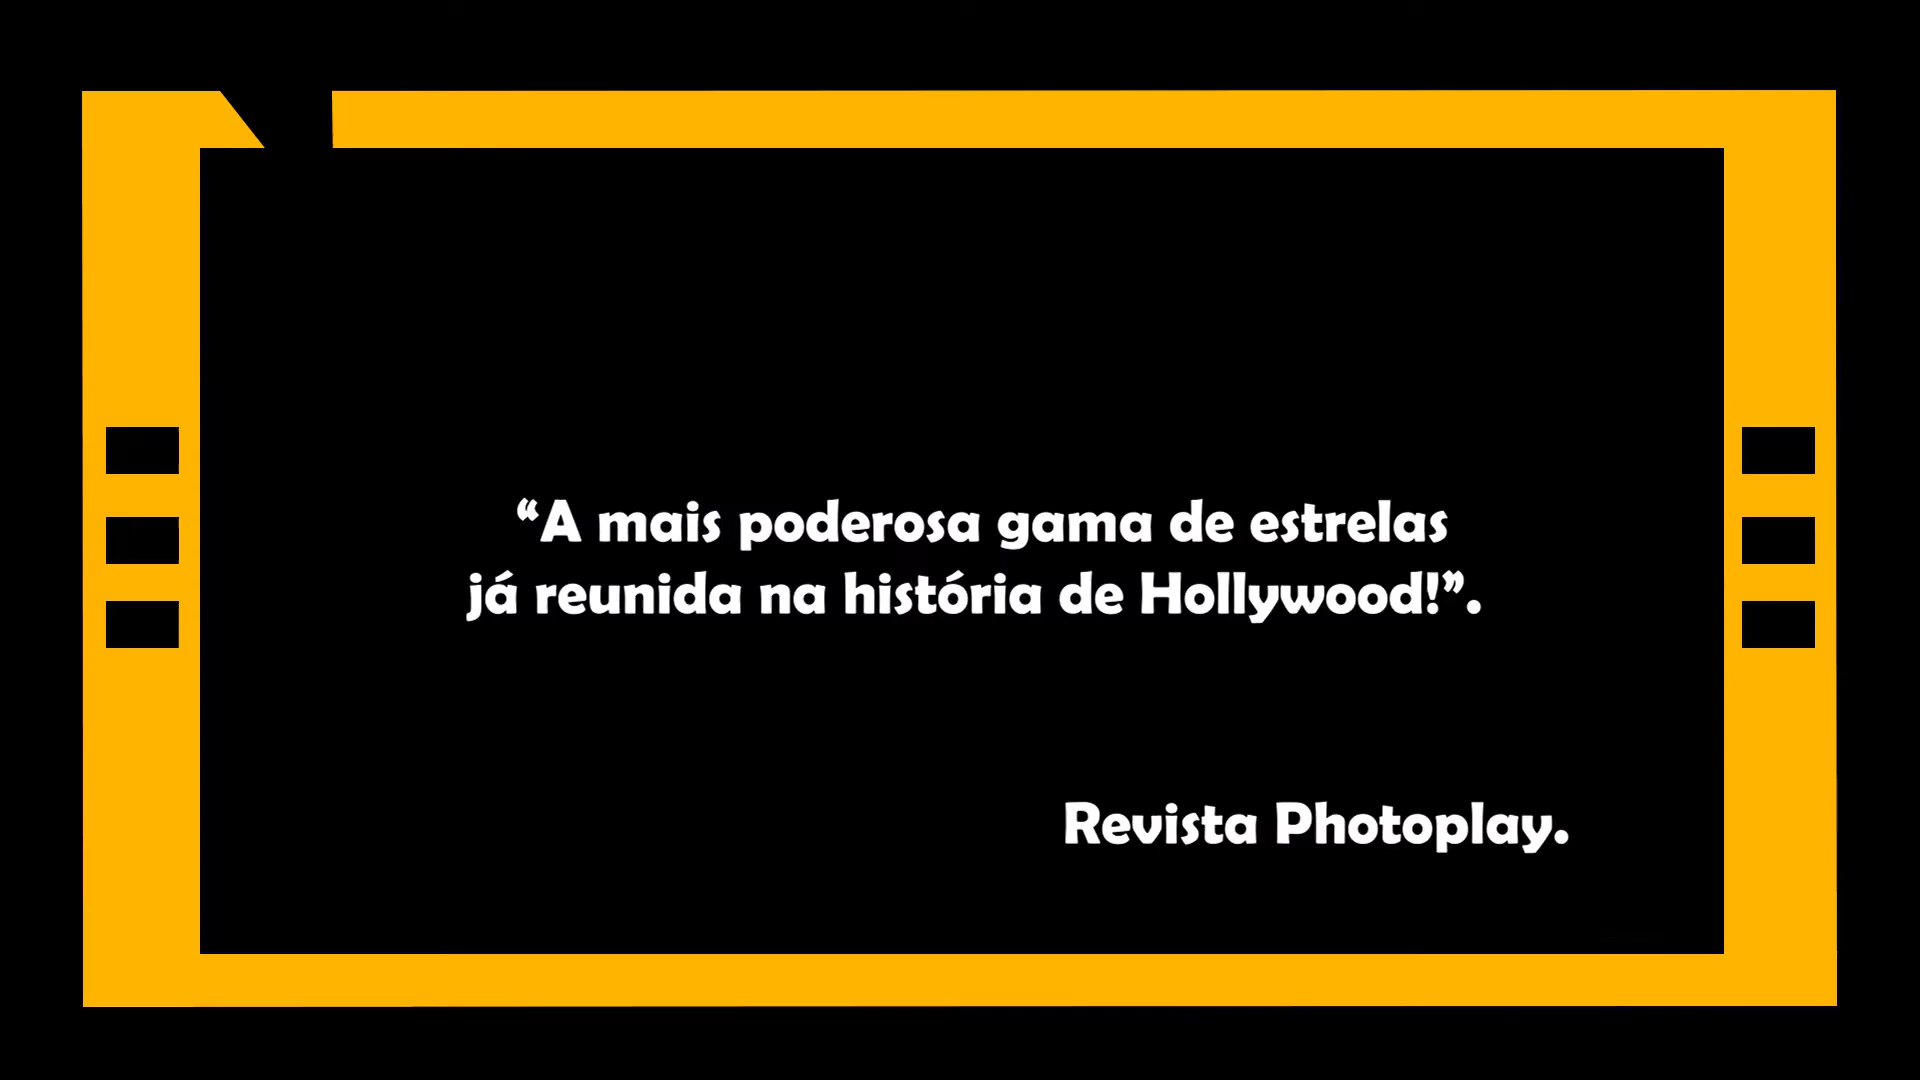 “A mais poderosa gama de estrelas
já reunida na história de Hollywood!”.
Revista Photoplay.